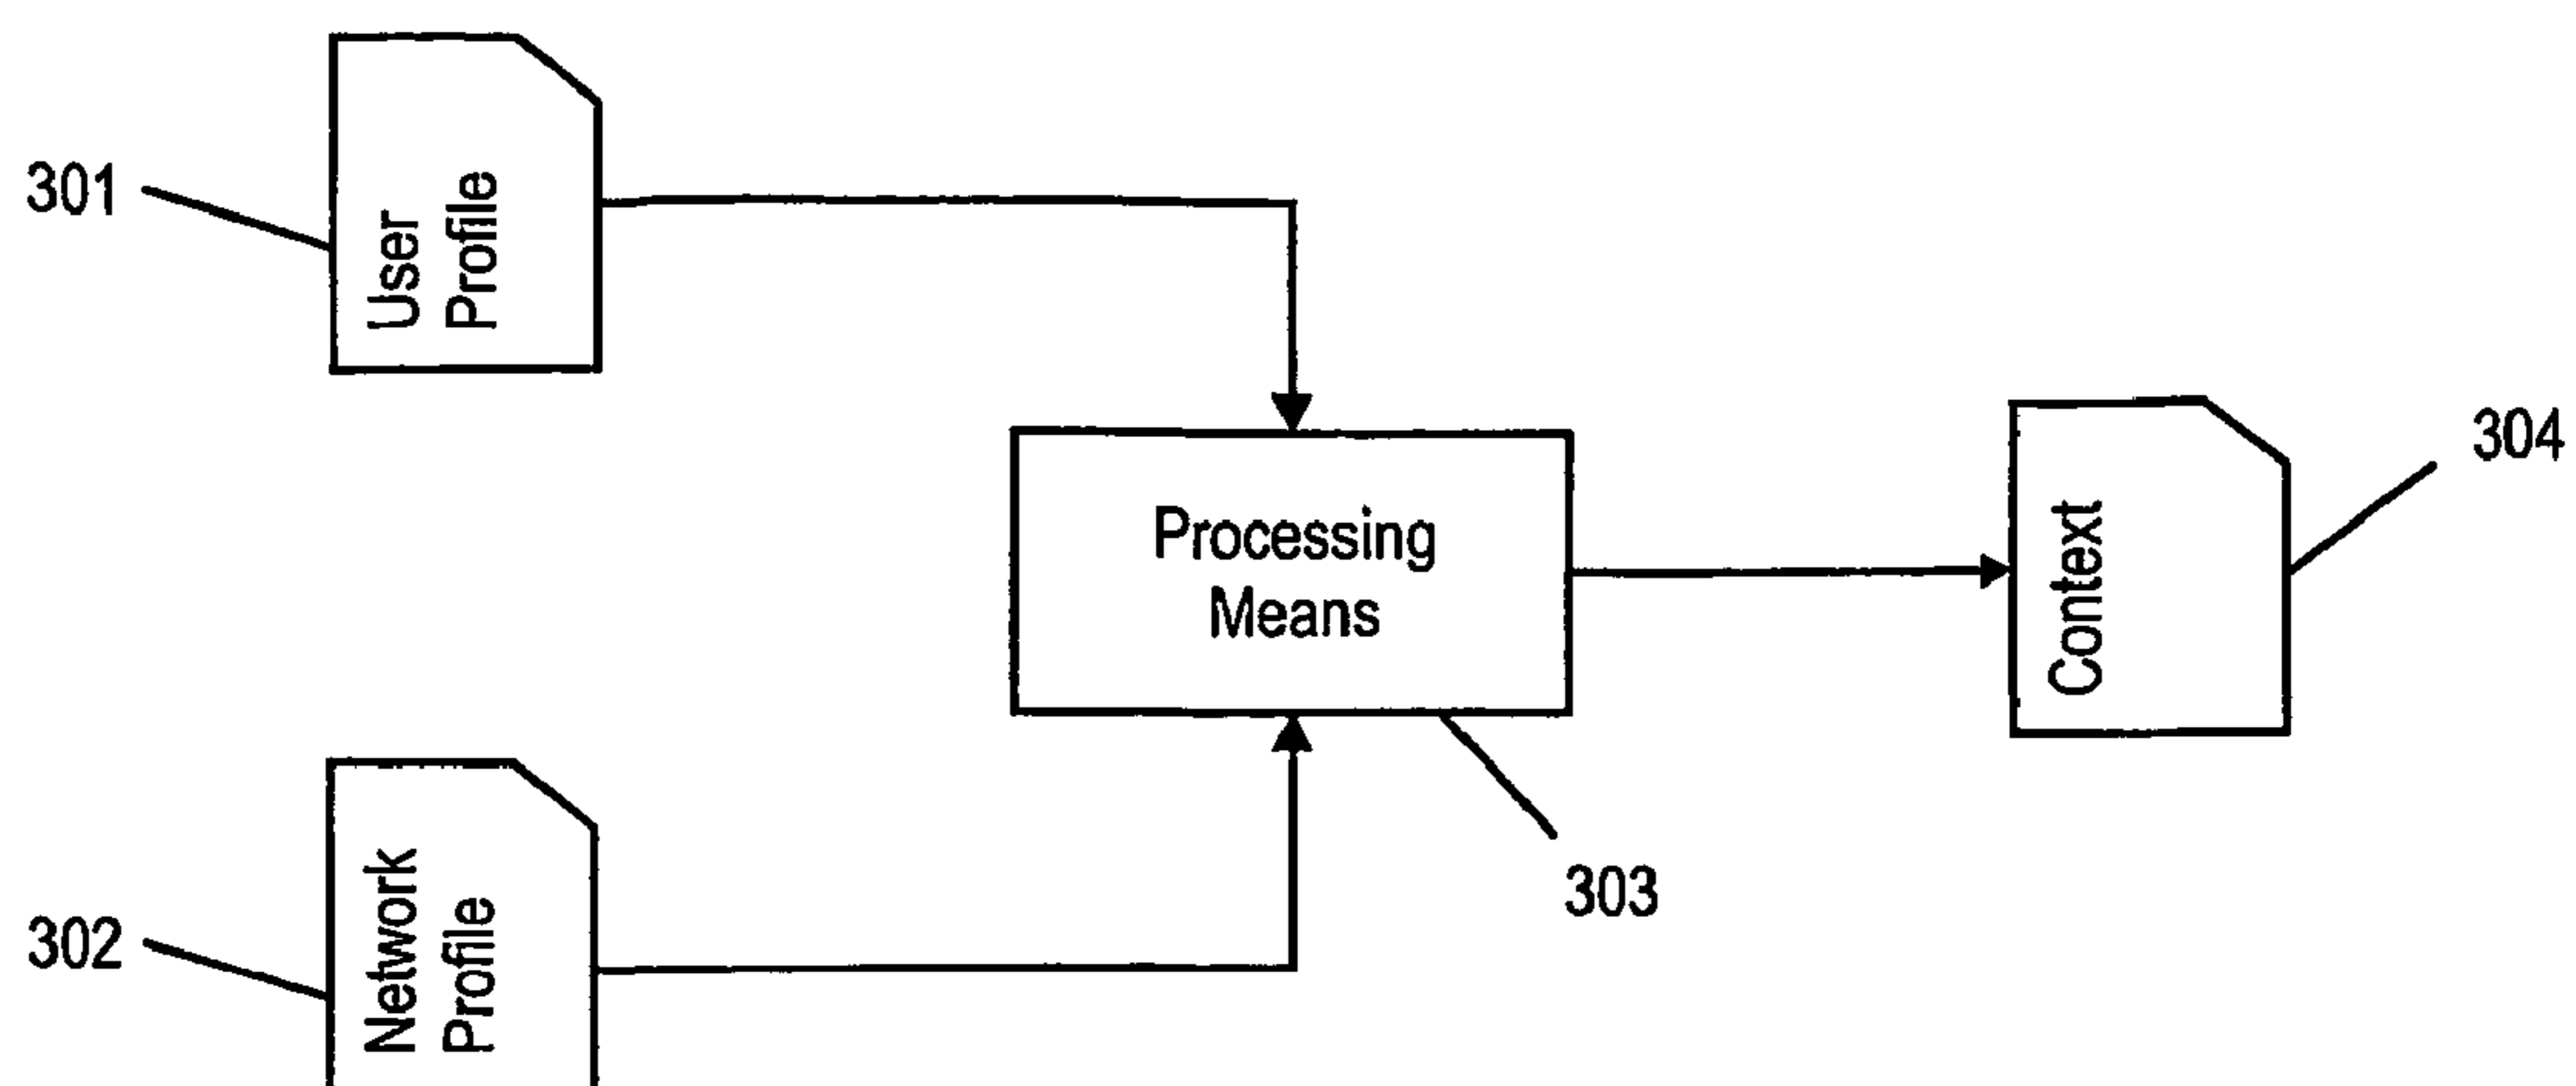 301
User
Profile
Processing
Means
303
Context
304
302
Network
Profile